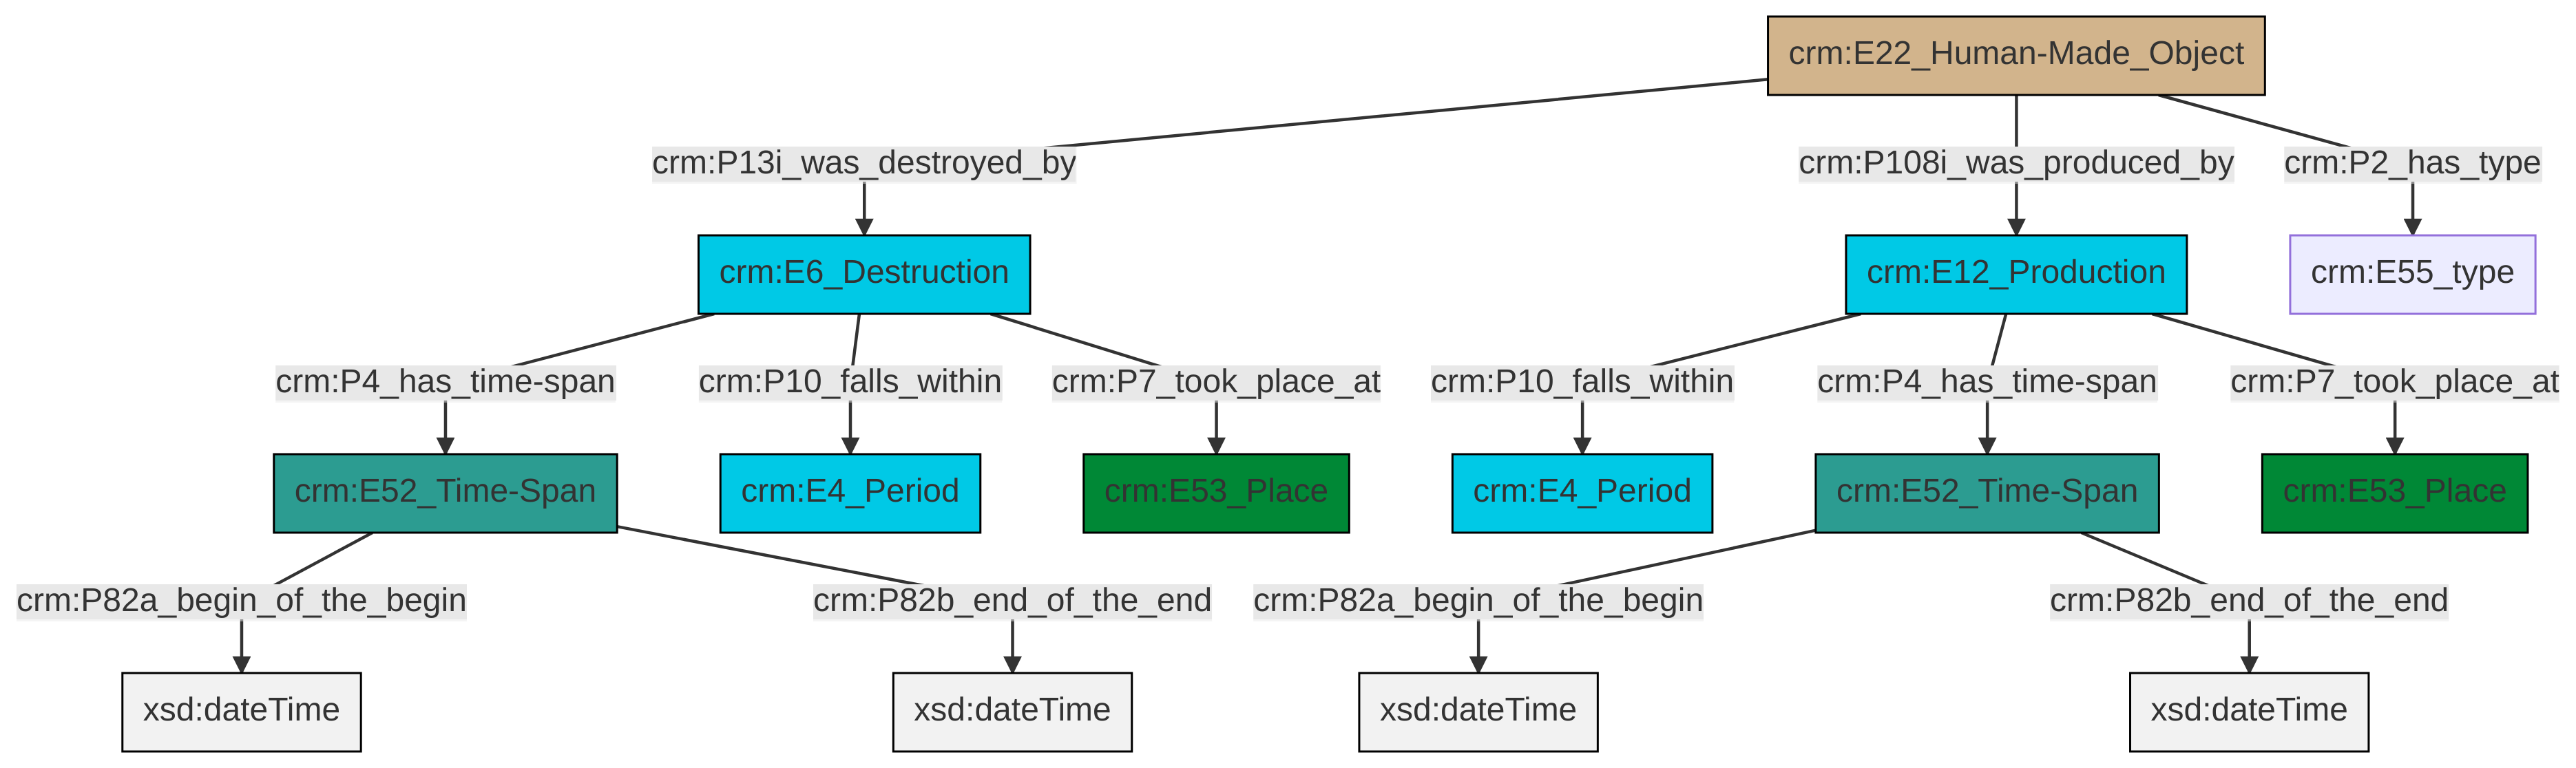 crm:E22_Human-Made_Object
crm:P13i_was_destroyed_by
crm:P108i_was_produced_by
crm:P2_has_type
crm:E6_Destruction
crm:E12_Production
crm:E55_type
crm:P4_has_time-span
crm:P10_falls_within
crm:P7_took_place_at
crm:P10_falls_within
crm:P4_has_time-span
crm:P7_took_place_at
crm:E52_Time-Span
crm:E4_Period
crm:E53_Place
crm:E4_Period
crm:E52_Time-Span
crm:E53_Place
crm:P82a_begin_of_the_begin
crm:P82b_end_of_the_end
crm:P82a_begin_of_the_begin
crm:P82b_end_of_the_end
xsd:dateTime
xsd:dateTime
xsd:dateTime
xsd:dateTime